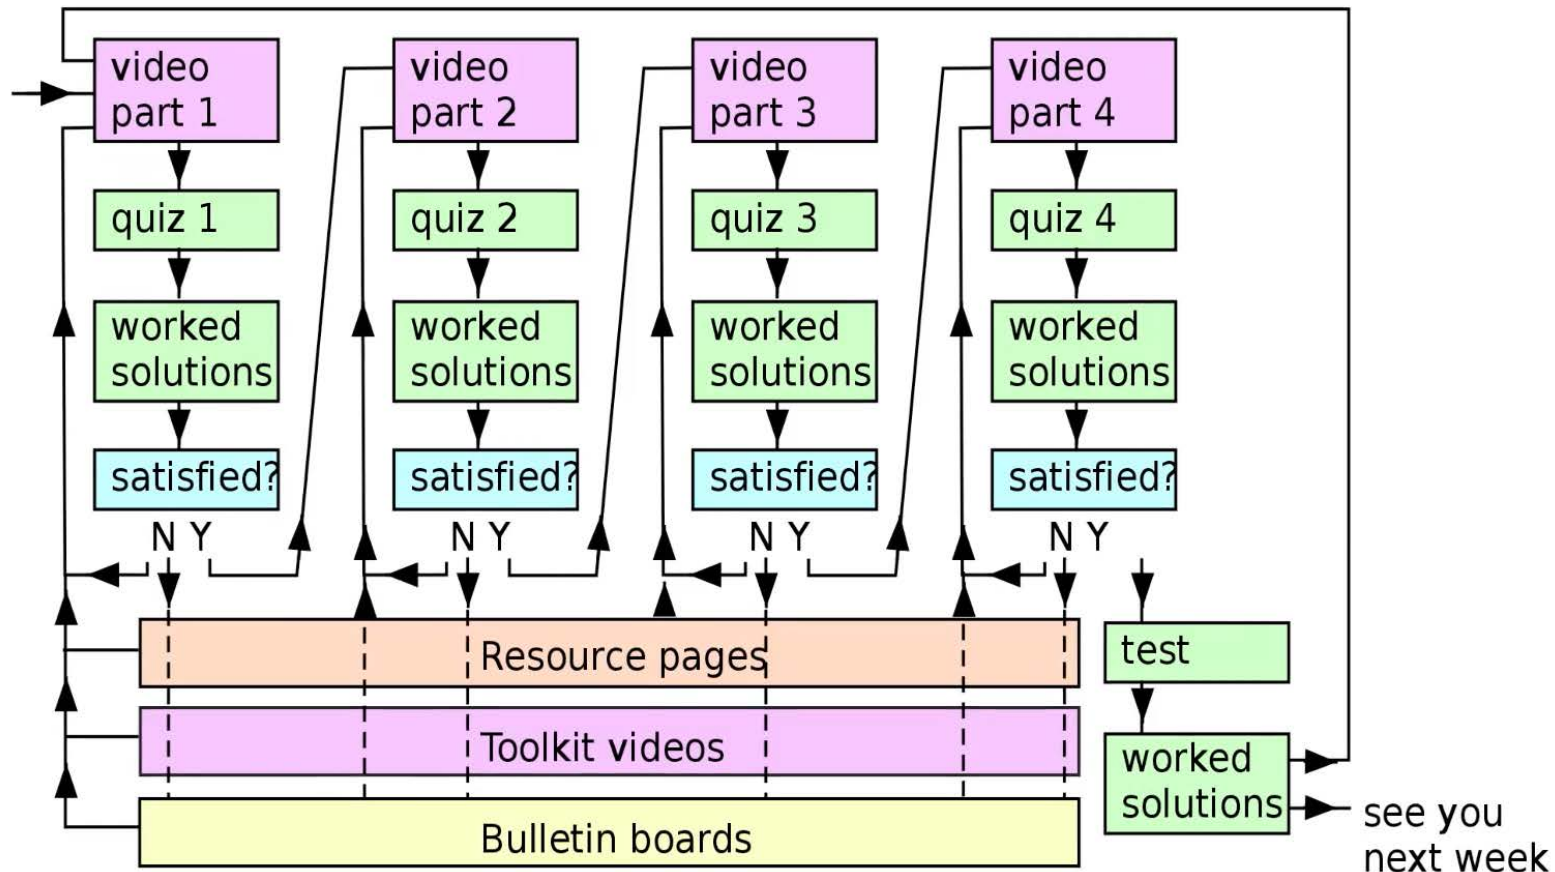 video
part 1
quiz 1
worked
solutions
satisfied?
N Y
video
part 2
quiz 2
worked
solutions
satisfied?
N Y
video
part 3
quiz 3
worked
solutions
satisfied?
N Y
video
part 4
quiz 4
worked
solutions
satisfied?
N Y
Resource pages
Toolkit videos
Bulletin boards
test
worked
solutions
see you
next week